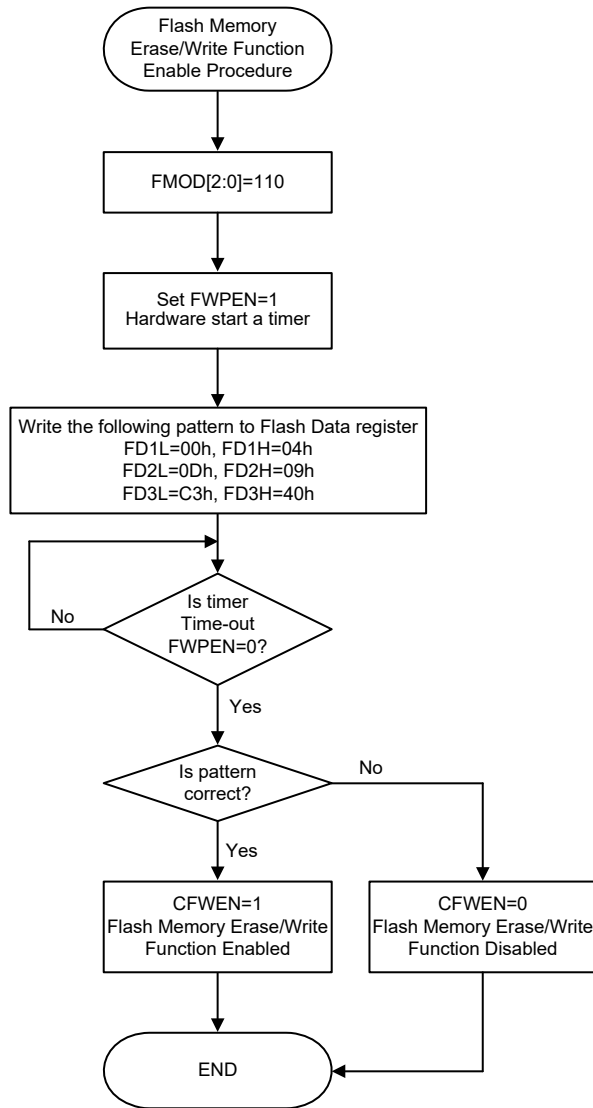 Flash Memory
Erase/Write Function
Enable Procedure
FMOD[2:0]=110
Set FWPEN=1
Hardware start a timer
Write the following pattern to Flash Data register
FD1L=00h, FD1H=04h
FD2L=0Dh, FD2H=09h
FD3L=C3h, FD3H=40h
Is timer
Time-out
FWPEN=0?
No
Yes
Is pattern
correct?
No
Yes
CFWEN=1
Flash Memory Erase/Write
Function Enabled
CFWEN=0
Flash Memory Erase/Write
Function Disabled
END